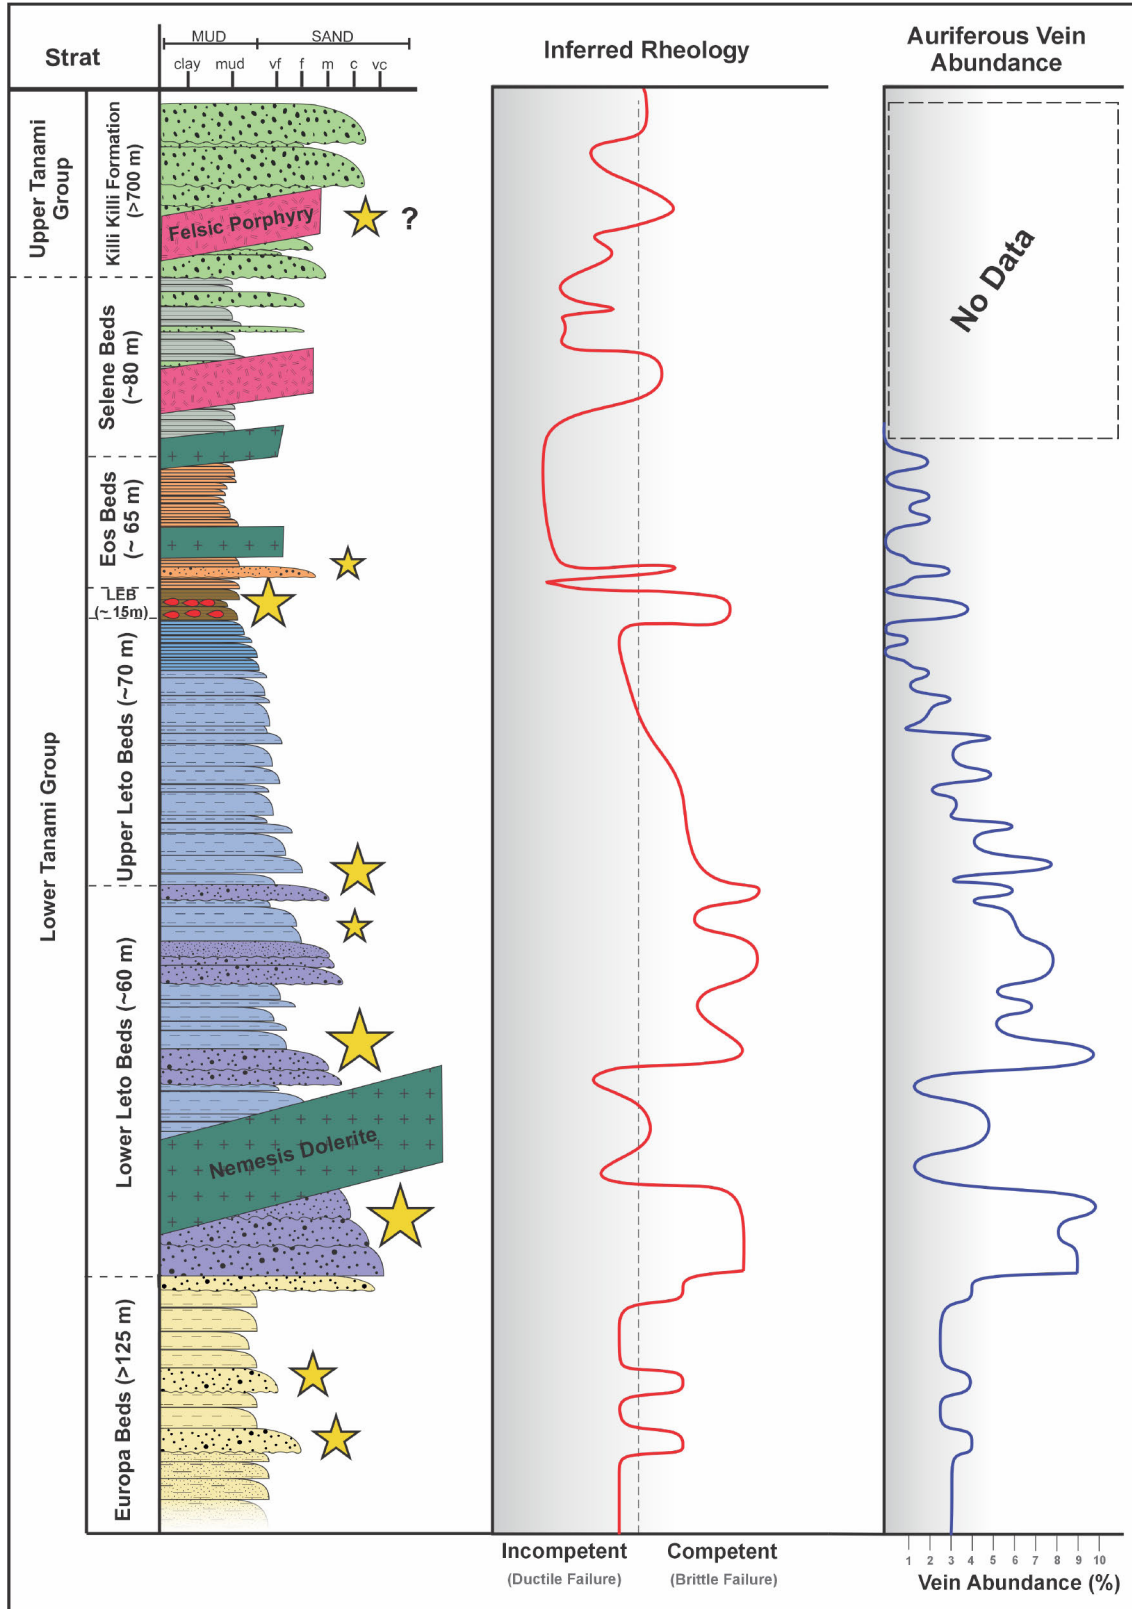 Strat
MUD
SAND
clay
mud
vf
f
m
c
vc
Inferred Rheology
Auriferous Vein
Abundance
Upper Tanami
Group
Killi Killi Formation
(>700 m)
Felsic Porphyry
?
No Data
Selene Beds
(~80 m)
Eos Beds
(~ 65 m)
LEB
(~ 15m)
Lower Tanami Group
Upper Leto Beds (~70 m)
Lower Leto Beds (~60 m)
Nemesis Dolerite
Europa Beds (>125 m)
Incompetent
(Ductile Failure)
Competent
(Brittle Failure)
1 2 3 4 5 6 7 8 9 10
Vein Abundance (%)